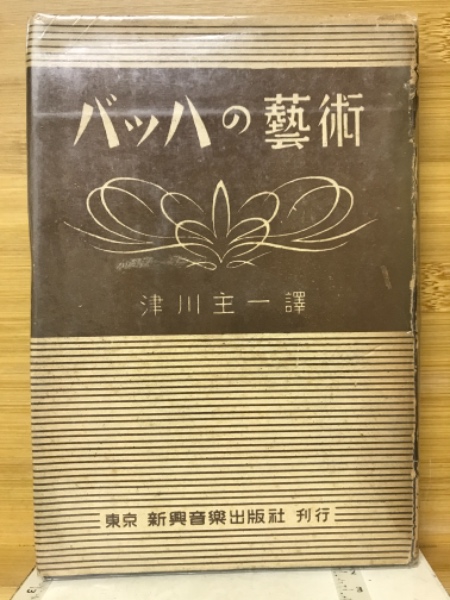 バッハの藝術
津川主一譯
東京 新興音樂出版社 刋行